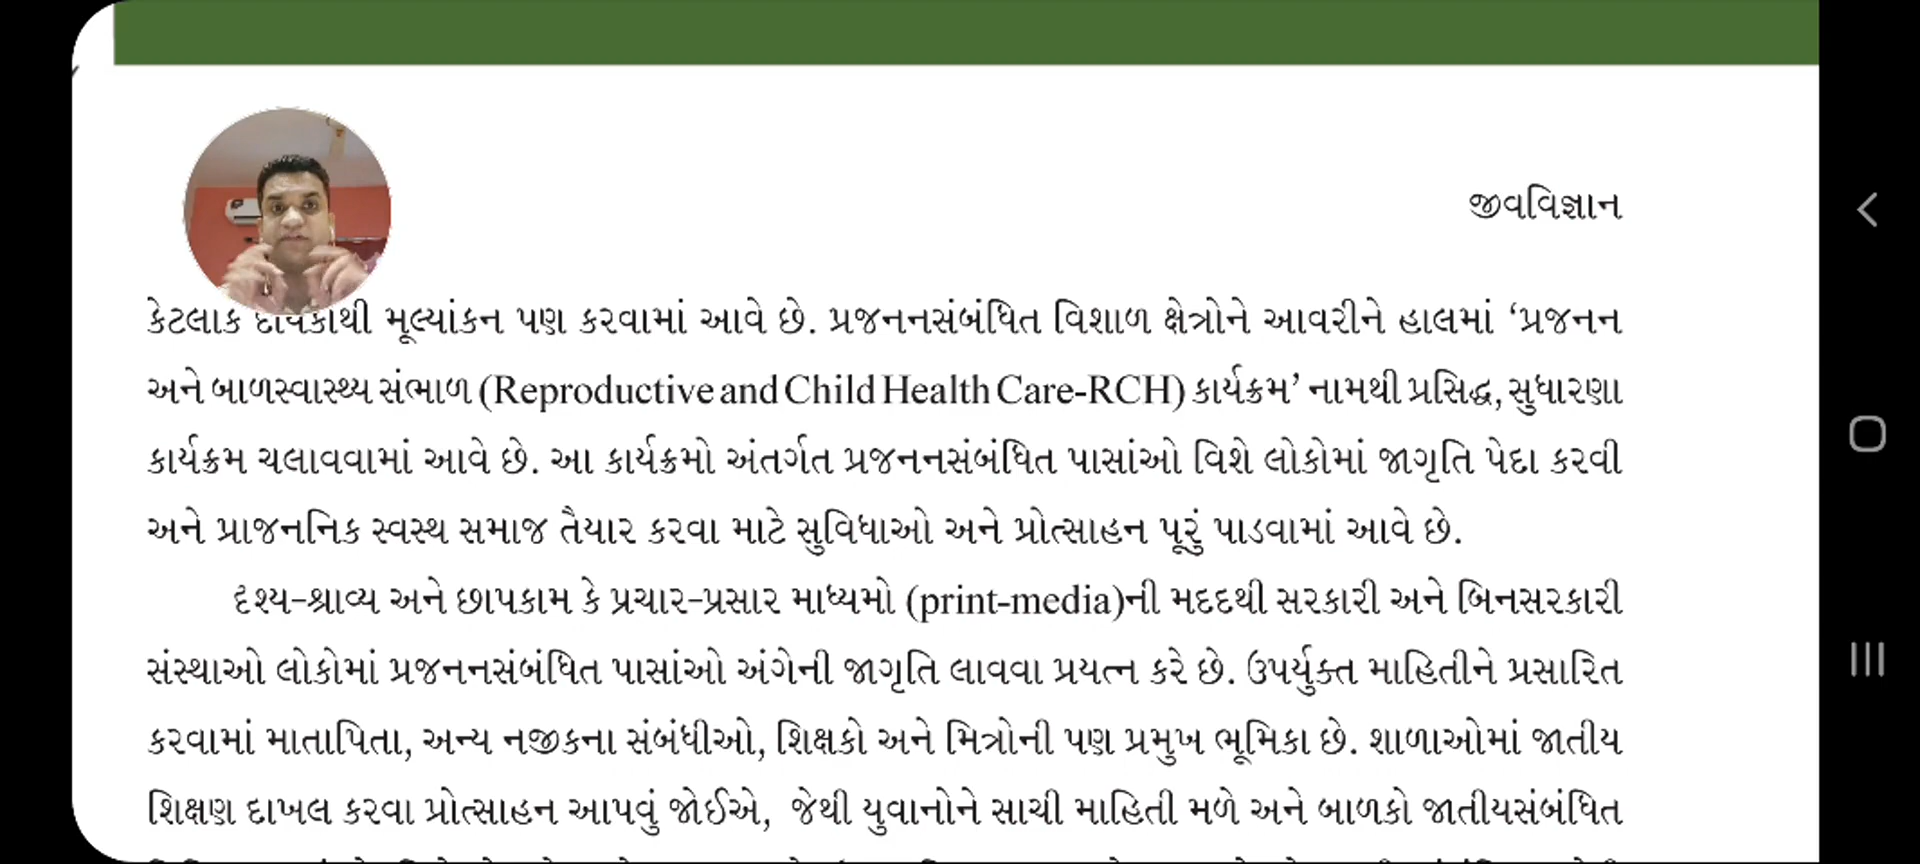 જીવવિજ્ઞાન
કેટલાક દાયકાથી મૂલ્યાંકન પણ કરવામાં આવે છે. પ્રજનનસંબંધિત વિશાળ ક્ષેત્રોને આવરીને હાલમાં ‘પ્રજનન
અને બાળસ્વાસ્થ્ય સંભાળ (Reproductive and Child Health Care-RCH) કાર્યક્રમ’ નામથી પ્રસિદ્ધ, સુધારણા
કાર્યક્રમ ચલાવવામાં આવે છે. આ કાર્યક્રમો અંતર્ગત પ્રજનનસંબંધિત પાસાંઓ વિશે લોકોમાં જાગૃતિ પેદા કરવી
અને પ્રાજનનિક સ્વસ્થ સમાજ તૈયાર કરવા માટે સુવિધાઓ અને પ્રોત્સાહન પૂરું પાડવામાં આવે છે.
દૃશ્ય-શ્રાવ્ય અને છાપકામ કે પ્રચાર-પ્રસાર માધ્યમો (print-media)ની મદદથી સરકારી અને બિનસરકારી
સંસ્થાઓ લોકોમાં પ્રજનનસંબંધિત પાસાંઓ અંગેની જાગૃતિ લાવવા પ્રયત્ન કરે છે. ઉપર્યુક્ત માહિતીને પ્રસારિત
કરવામાં માતાપિતા, અન્ય નજીકના સંબંધીઓ, શિક્ષકો અને મિત્રોની પણ પ્રમુખ ભૂમિકા છે. શાળાઓમાં જાતીય
શિક્ષણ દાખલ કરવા પ્રોત્સાહન આપવું જોઈએ, જેથી યુવાનોને સાચી માહિતી મળે અને બાળકો જાતીયસંબંધિત